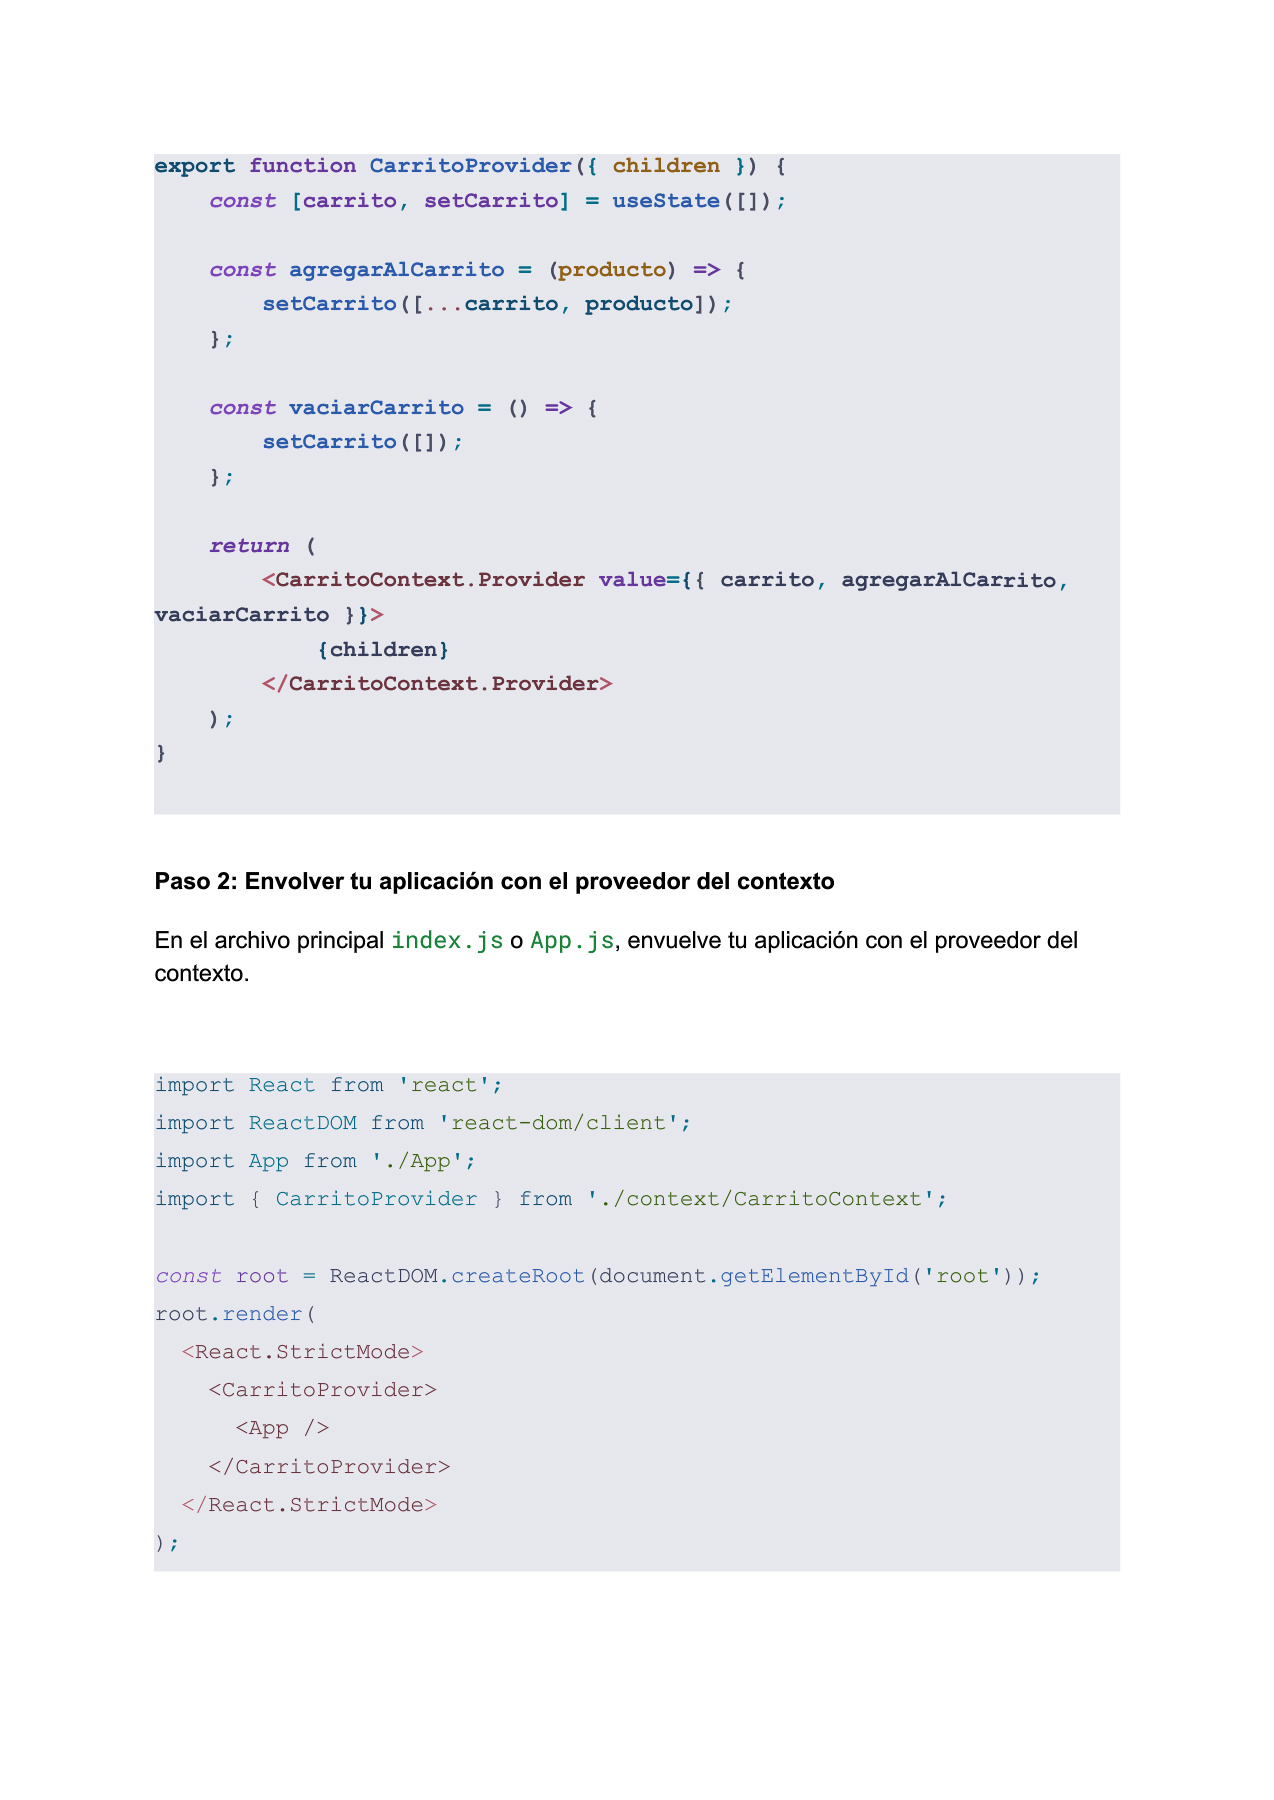 export function CarritoProvider({ children }) {
    const [carrito, setCarrito] = useState([]);

    const agregarAlCarrito = (producto) => {
        setCarrito([...carrito, producto]);
    };

    const vaciarCarrito = () => {
        setCarrito([]);
    };

    return (
        <CarritoContext.Provider value={{ carrito, agregarAlCarrito,
vaciarCarrito }}>
            {children}
        </CarritoContext.Provider>
    );
}

Paso 2: Envolver tu aplicación con el proveedor del contexto
En el archivo principal index.js o App.js, envuelve tu aplicación con el proveedor del
contexto.

import React from 'react';
import ReactDOM from 'react-dom/client';
import App from './App';
import { CarritoProvider } from './context/CarritoContext';

const root = ReactDOM.createRoot(document.getElementById('root'));
root.render(
  <React.StrictMode>
    <CarritoProvider>
      <App />
    </CarritoProvider>
  </React.StrictMode>
);